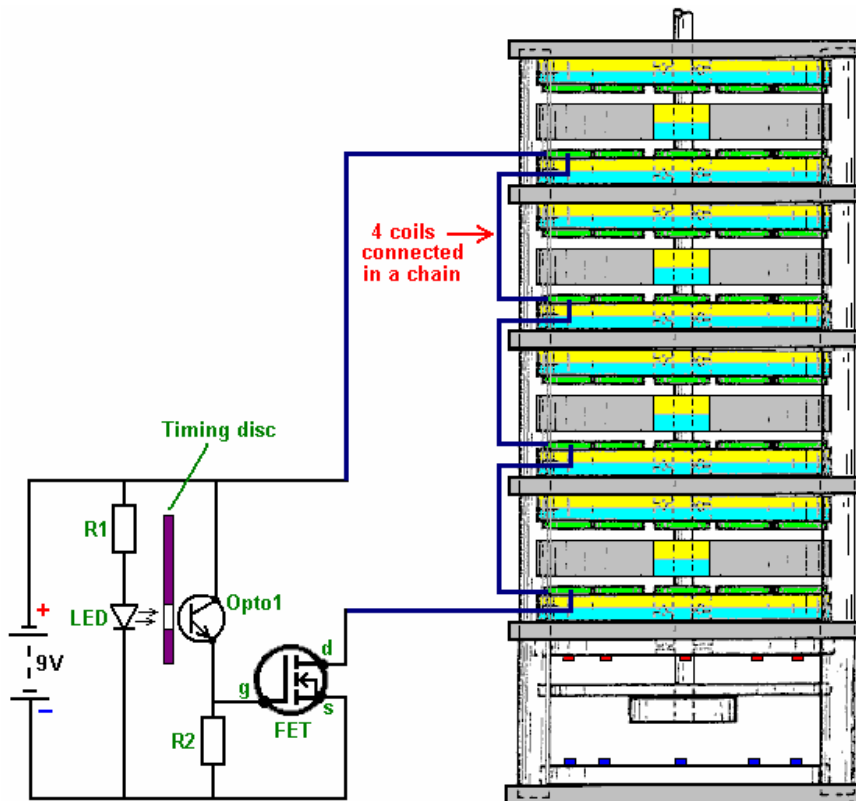 4 coils
connected
in a chain
Timing disc
R1
LED
Opto1
+
9V
−
d
g
s
FET
R2